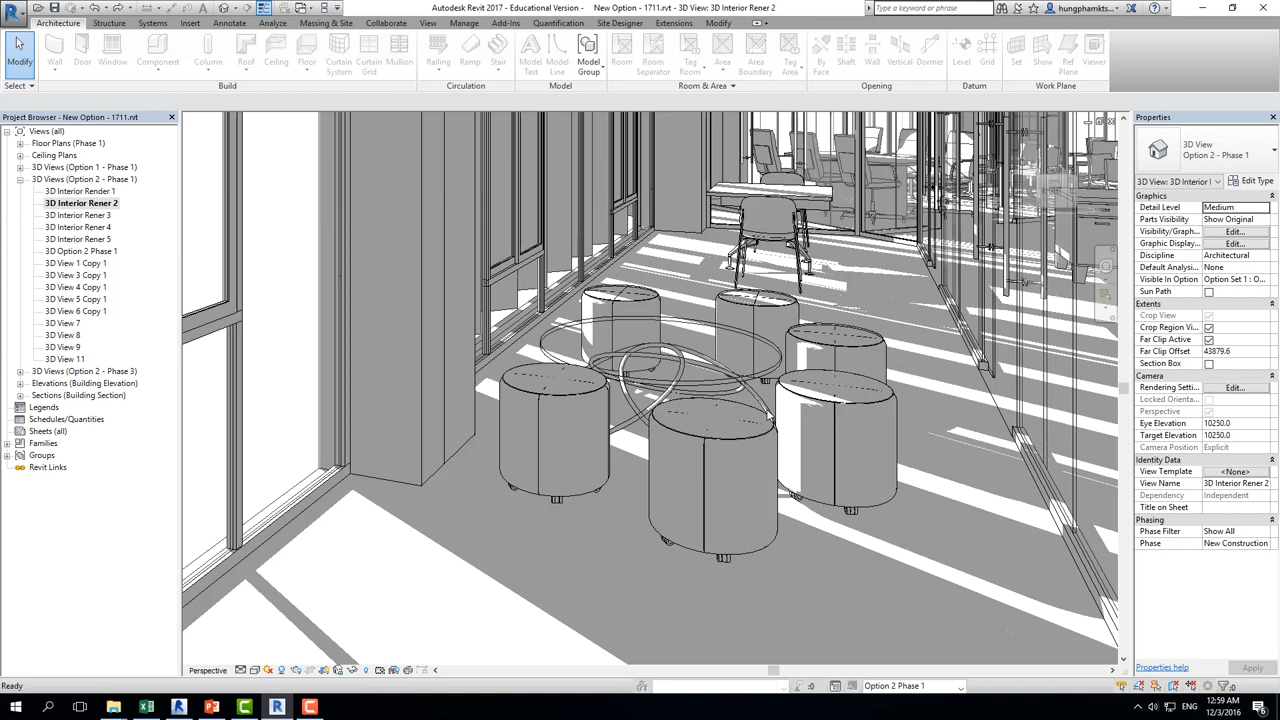 Autodesk Revit 2017 - Educational Version - New Option - 1711.rvt - 3D View: 3D Interior Rener 2
Type a keyword or phrase
hungphamkts...
Architecture Structure Systems Insert Annotate Analyze Massing & Site Collaborate View Manage Add-Ins Quantification Site Designer Extensions Modify
Modify Wall Door Window Component Column Roof Ceiling Floor Curtain System Curtain Grid Mullion Railing Ramp Stair Model Text Model Line Model Group Room Room Separator Tag Room Area Area Boundary Tag Area By Face Shaft Wall Vertical Dormer Level Grid Set Show Ref Plane Viewer
Select Build Circulation Model Room & Area Opening Datum Work Plane
Project Browser - New Option - 1711.rvt
Views (all)
Floor Plans (Phase 1)
Ceiling Plans
3D Views (Option 1 - Phase 1)
3D Views (Option 2 - Phase 1)
3D Interior Render 1
3D Interior Rener 2
3D Interior Rener 3
3D Interior Rener 4
3D Interior Rener 5
3D Option 2 - Phase 1
3D View 1 Copy 1
3D View 3 Copy 1
3D View 4 Copy 1
3D View 5 Copy 1
3D View 6 Copy 1
3D View 7
3D View 8
3D View 9
3D View 11
3D Views (Option 2 - Phase 3)
Elevations (Building Elevation)
Sections (Building Section)
Legends
Schedules/Quantities
Sheets (all)
Families
Groups
Revit Links
Properties
3D View
Option 2 - Phase 1
3D View: 3D Interior I Edit Type
Graphics
Detail Level Medium
Parts Visibility Show Original
Visibility/Graph... Edit...
Graphic Display... Edit...
Discipline Architectural
Default Analysi... None
Visible In Option Option Set 1 : O...
Sun Path
Extents
Crop View
Crop Region Vi...
Far Clip Active
Far Clip Offset 43879.6
Section Box
Camera
Rendering Setti... Edit...
Locked Orienta...
Perspective
Eye Elevation 10250.0
Target Elevation 10250.0
Camera Position Explicit
Identity Data
View Template <None>
View Name 3D Interior Rener 2
Dependency Independent
Title on Sheet
Phasing
Phase Filter Show All
Phase New Construction
Properties help Apply
Perspective
Ready
:0
Option 2 Phase 1
:0
ENG
12:59 AM
12/3/2016